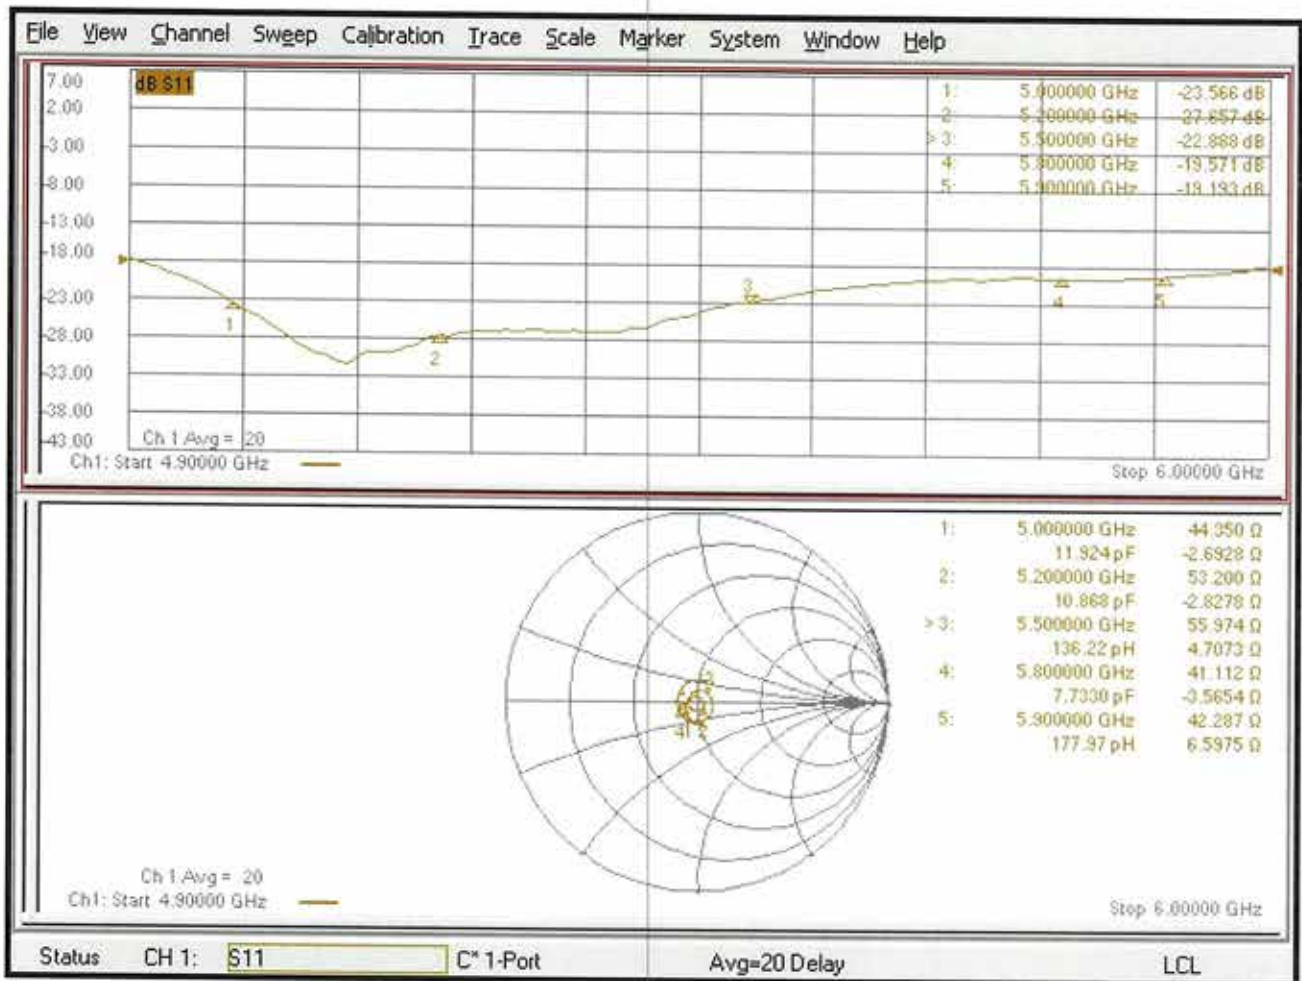 File View Channel Sweep Calibration Trace Scale Marker System Window Help
7.00 dB S11
2.00
-3.00
-8.00
-13.00
-18.00
-23.00
-28.00
-33.00
-38.00
-43.00
1: 5.000000 GHz -23.566 dB
2: 5.200000 GHz -27.657 dB
> 3: 5.500000 GHz -22.888 dB
4: 5.800000 GHz -19.571 dB
5: 5.900000 GHz -19.193 dB
1
2
3
4
5
Ch 1 Avg = 20
Ch1: Start 4.90000 GHz
Stop 6.00000 GHz
1: 5.000000 GHz 44.350 Ω
11.924 pF -2.6928 Ω
2: 5.200000 GHz 53.200 Ω
10.868 pF -2.8278 Ω
> 3: 5.500000 GHz 55.974 Ω
136.22 pH 4.7073 Ω
4: 5.800000 GHz 41.112 Ω
7.7330 pF -3.5654 Ω
5: 5.900000 GHz 42.287 Ω
177.97 pH 6.5975 Ω
3
4
2
Ch 1 Avg = 20
Ch1: Start 4.90000 GHz
Stop 6.00000 GHz
Status CH 1: S11 C* 1-Port Avg=20 Delay LCL